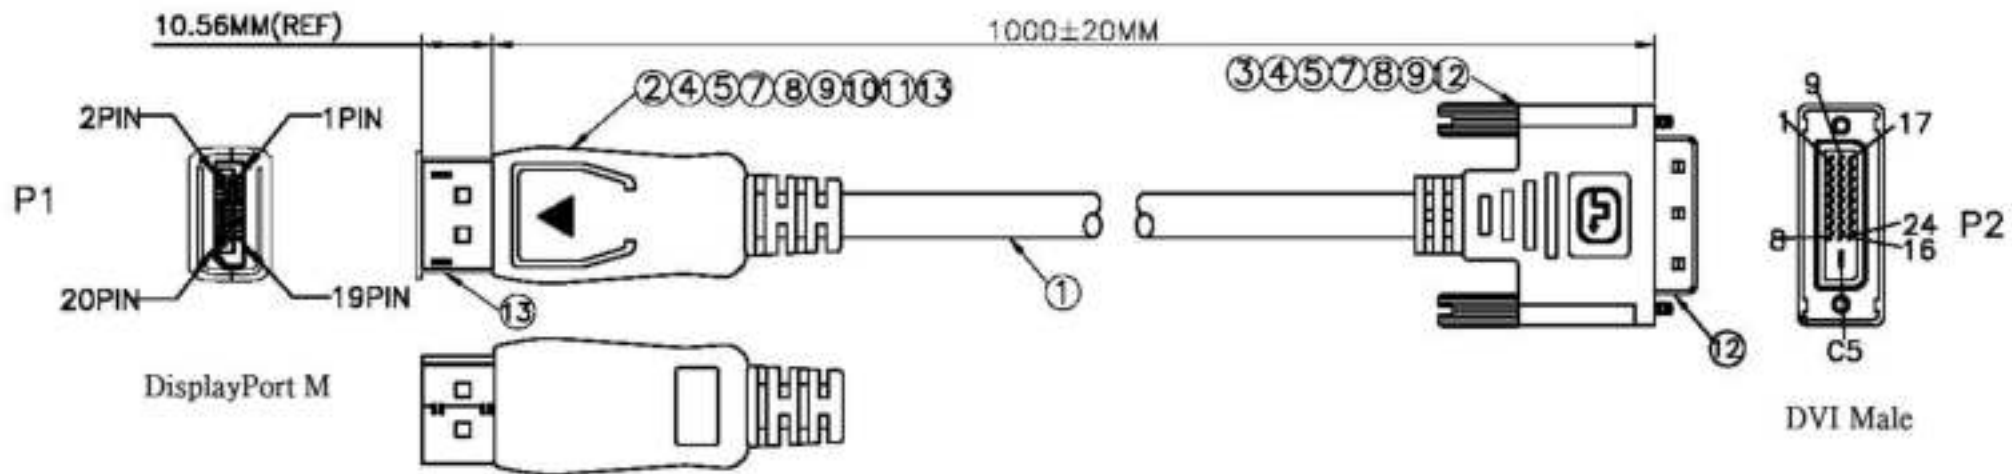 10.56MM(REF)
1000±20MM
②④⑤⑦⑧⑨⑩⑪⑬
③④⑤⑦⑧⑨⑫
9
2PIN
1PIN
1
17
P1
24
P2
8
16
20PIN
19PIN
⑬
①
⑫
C5
DisplayPort M
DVI Male